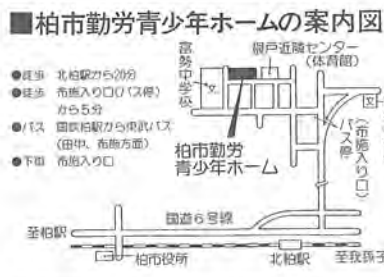 ■柏市勤労青少年ホームの案内図
●徒歩 北柏駅から20分
●徒歩 布施入り口(バス停)
から5分
●バス 国鉄柏駅から東武バス
(田中、布施方面)
●下車 布施入り口
富勢中学校
文
根戸近隣センター
(体育館)
柏市勤労
青少年ホーム
バス停
(布施入り口)
文
国道6号線
至柏駅
柏市役所
北柏駅
至我孫子